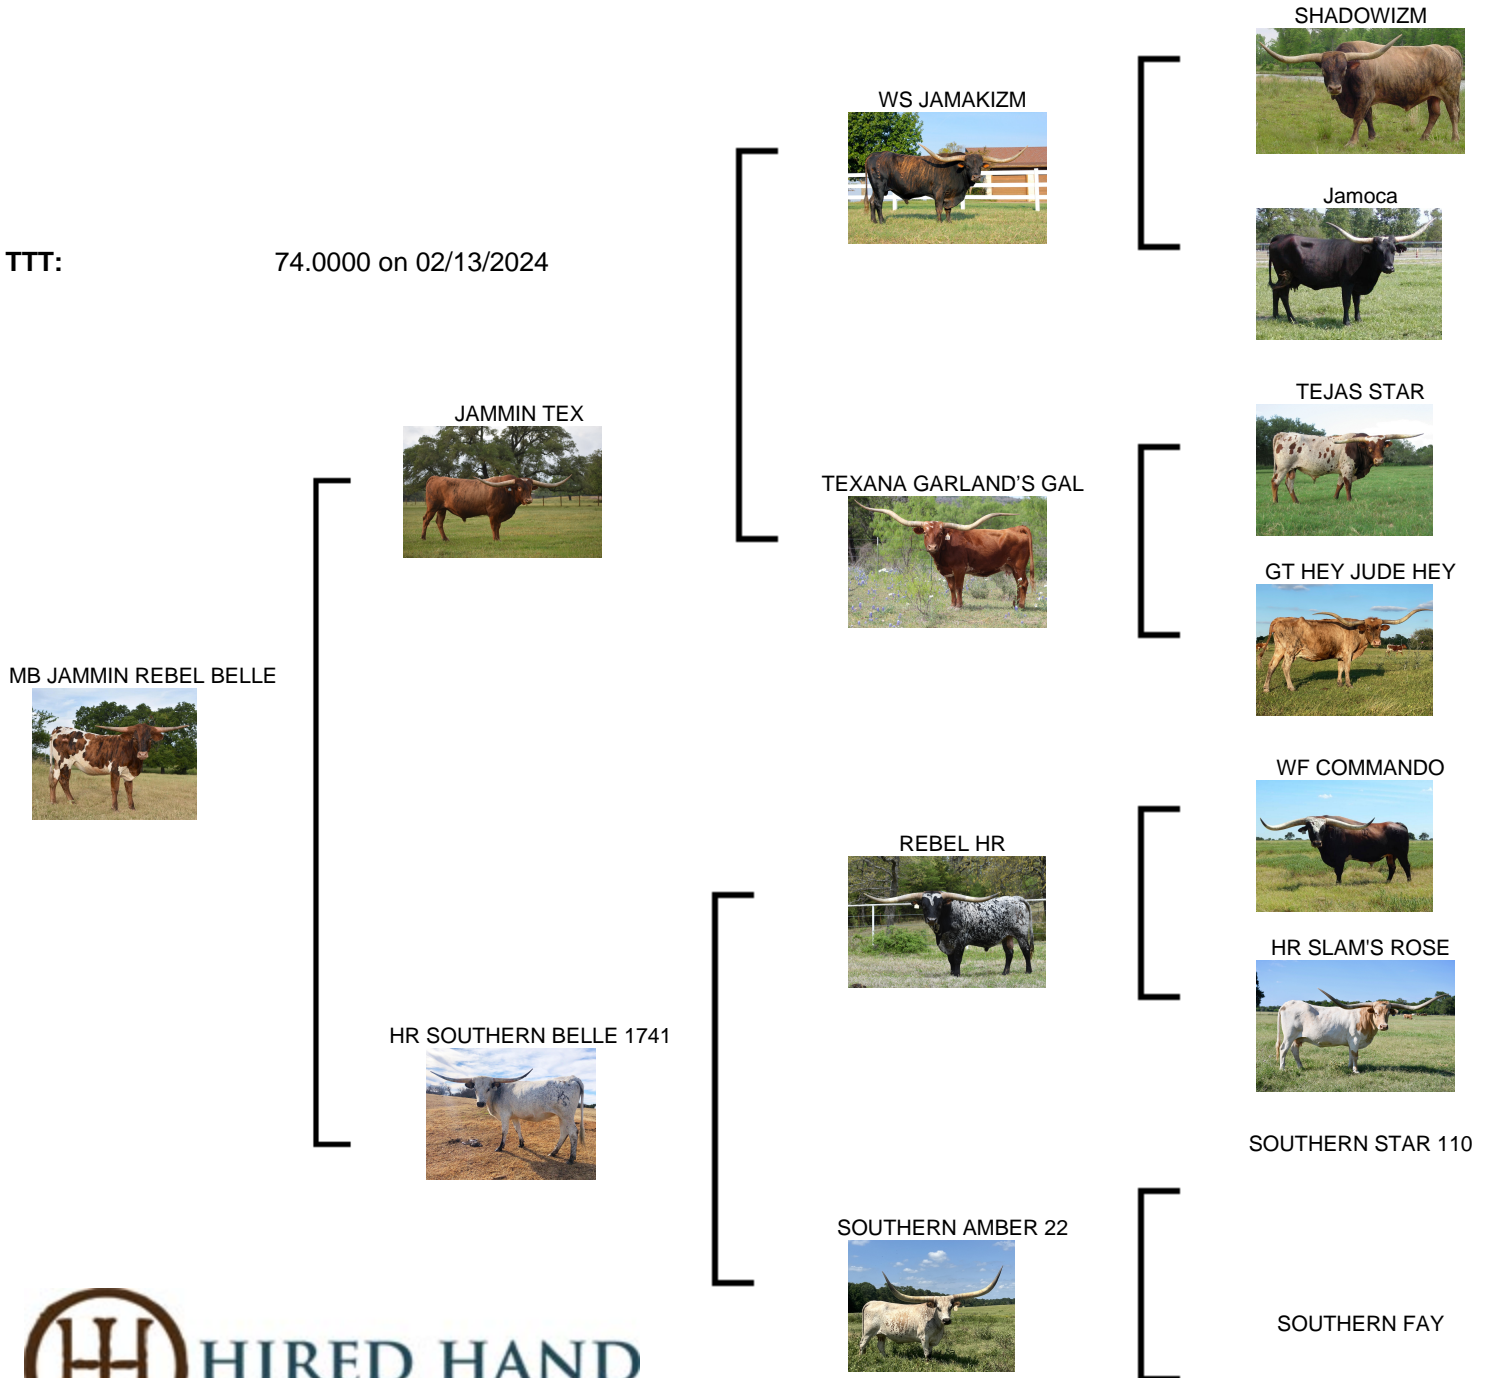 SHADOWIZM
WS JAMAKIZM
Jamoca
TTT: 74.0000 on 02/13/2024
TEJAS STAR
JAMMIN TEX
TEXANA GARLAND'S GAL
GT HEY JUDE HEY
MB JAMMIN REBEL BELLE
WF COMMANDO
REBEL HR
HR SLAM'S ROSE
HR SOUTHERN BELLE 1741
SOUTHERN STAR 110
SOUTHERN AMBER 22
SOUTHERN FAY
HIRED HAND